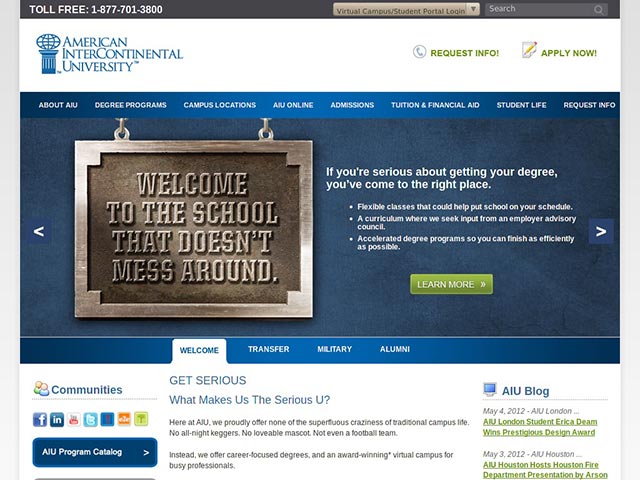 TOLL FREE: 1-877-701-3800
Virtual Campus/Student Portal Login
Search
AMERICAN
INTERCONTINENTAL
UNIVERSITY™
REQUEST INFO!
APPLY NOW!
ABOUT AIU
DEGREE PROGRAMS
CAMPUS LOCATIONS
AIU ONLINE
ADMISSIONS
TUITION & FINANCIAL AID
STUDENT LIFE
REQUEST INFO
WELCOME
TO THE SCHOOL
THAT DOESN'T
MESS AROUND.
If you're serious about getting your degree,
you've come to the right place.
• Flexible classes that could help put school on your schedule.
• A curriculum where we seek input from an employer advisory
council.
• Accelerated degree programs so you can finish as efficiently
as possible.
<
>
LEARN MORE »
WELCOME
TRANSFER
MILITARY
ALUMNI
Communities
AIU Program Catalog >
GET SERIOUS
What Makes Us The Serious U?
Here at AIU, we proudly offer none of the superfluous craziness of traditional campus life.
No all-night keggers. No loveable mascot. Not even a football team.
Instead, we offer career-focused degrees, and an award-winning* virtual campus for
busy professionals.
AIU Blog
May 4, 2012 - AIU London ...
AIU London Student Erica Deam
Wins Prestigious Design Award
May 3, 2012 - AIU Houston ...
AIU Houston Hosts Houston Fire
Department Presentation by Arson